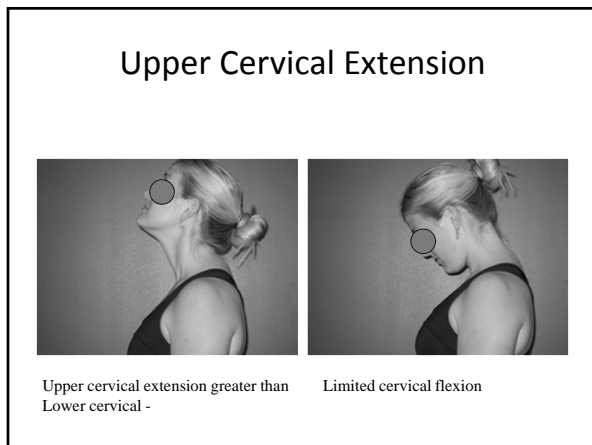 Upper Cervical Extension
Upper cervical extension greater than
Lower cervical -
Limited cervical flexion